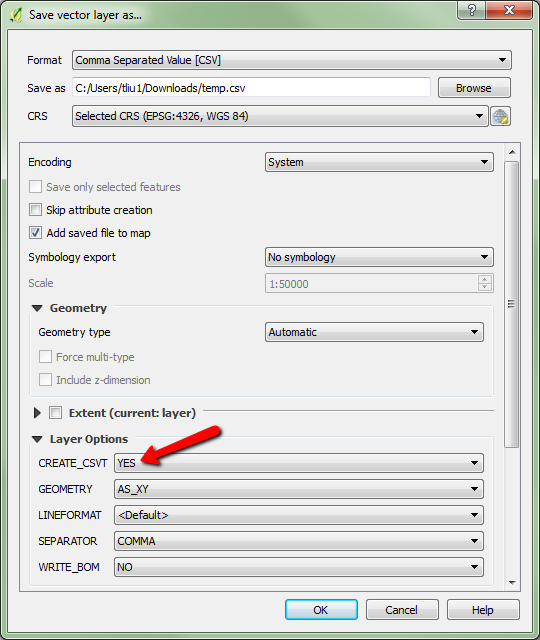 Save vector layer as...
Format Comma Separated Value [CSV]
Save as C:/Users/tliu1/Downloads/temp.csv Browse
CRS Selected CRS (EPSG:4326, WGS 84)
Encoding System
Save only selected features
Skip attribute creation
Add saved file to map
Symbology export No symbology
Scale 1:50000
Geometry
Geometry type Automatic
Force multi-type
Include z-dimension
Extent (current: layer)
Layer Options
CREATE_CSVT YES
GEOMETRY AS_XY
LINEFORMAT <Default>
SEPARATOR COMMA
WRITE_BOM NO
OK Cancel Help